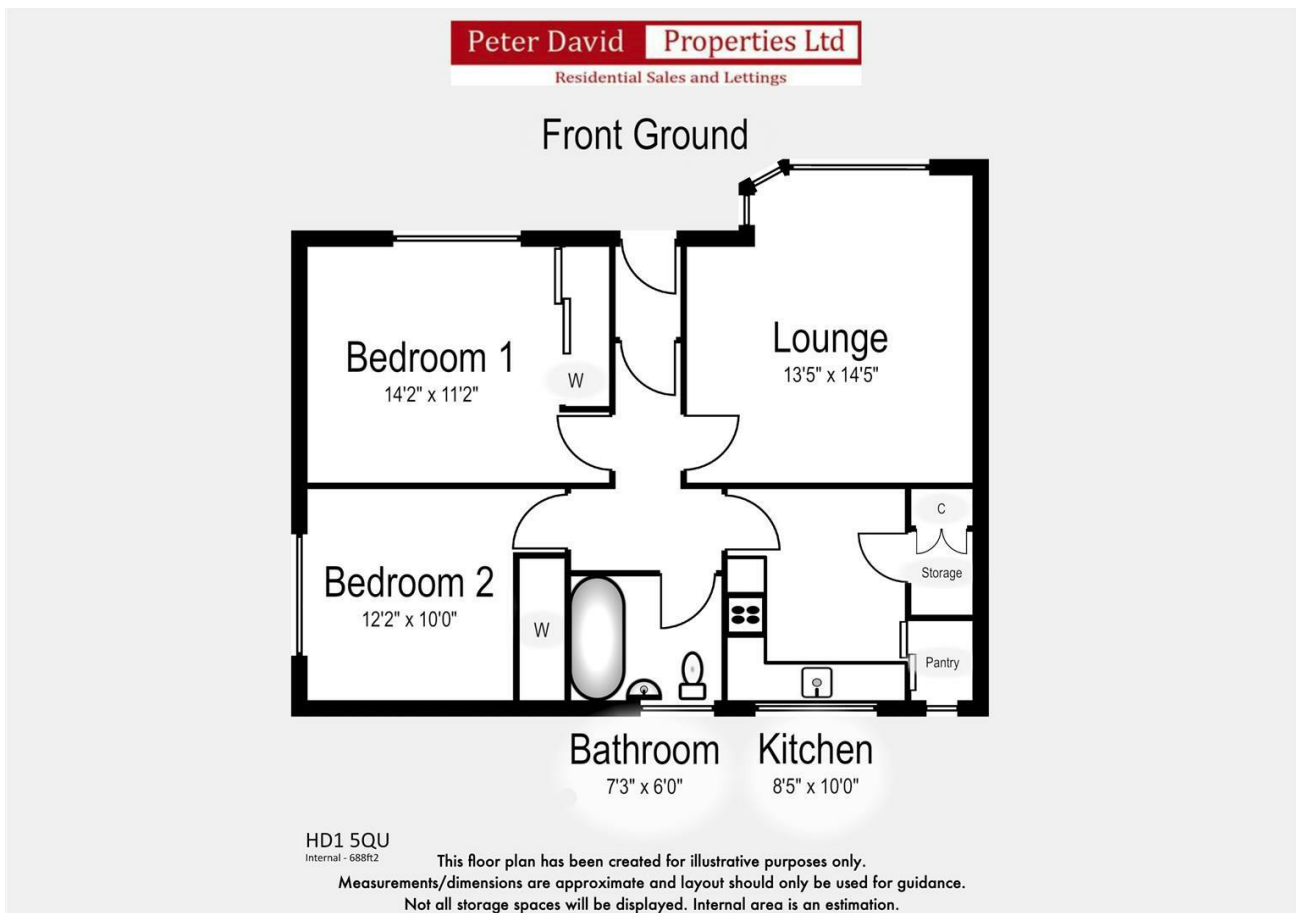 Peter David Properties Ltd
Residential Sales and Lettings
Front Ground
Bedroom 1
14'2" x 11'2"
W
Lounge
13'5" x 14'5"
Bedroom 2
12'2" x 10'0"
W
C
Storage
Pantry
Bathroom
7'3" x 6'0"
Kitchen
8'5" x 10'0"
HD1 5QU
Internal - 688ft2
This floor plan has been created for illustrative purposes only.
Measurements/dimensions are approximate and layout should only be used for guidance.
Not all storage spaces will be displayed. Internal area is an estimation.